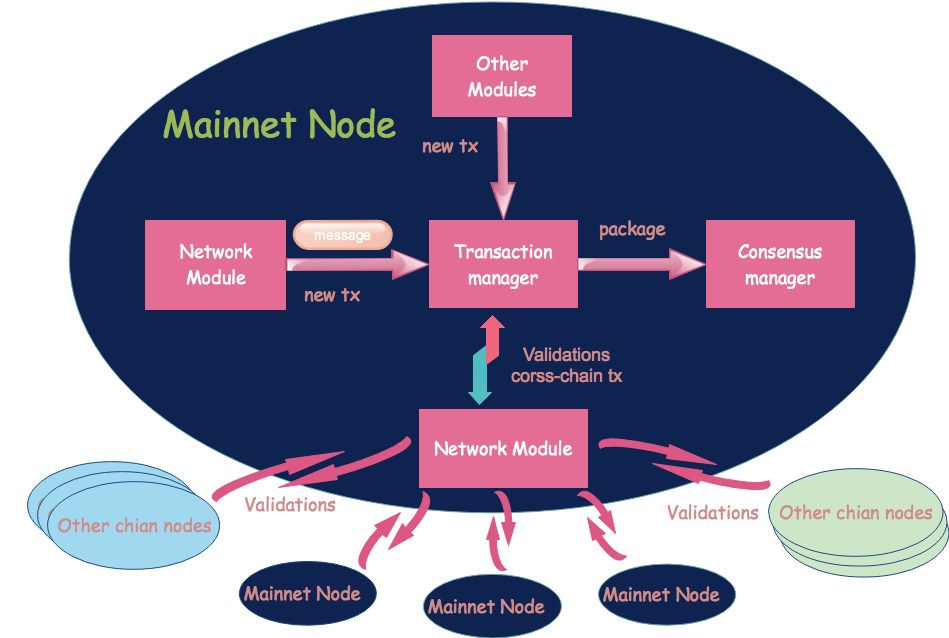 Other
Modules
Mainnet Node
new tx
Network
Module
message
new tx
Transaction
manager
package
Consensus
manager
Validations
corss-chain tx
Network Module
Other chian nodes
Validations
Validations
Other chian nodes
Mainnet Node
Mainnet Node
Mainnet Node